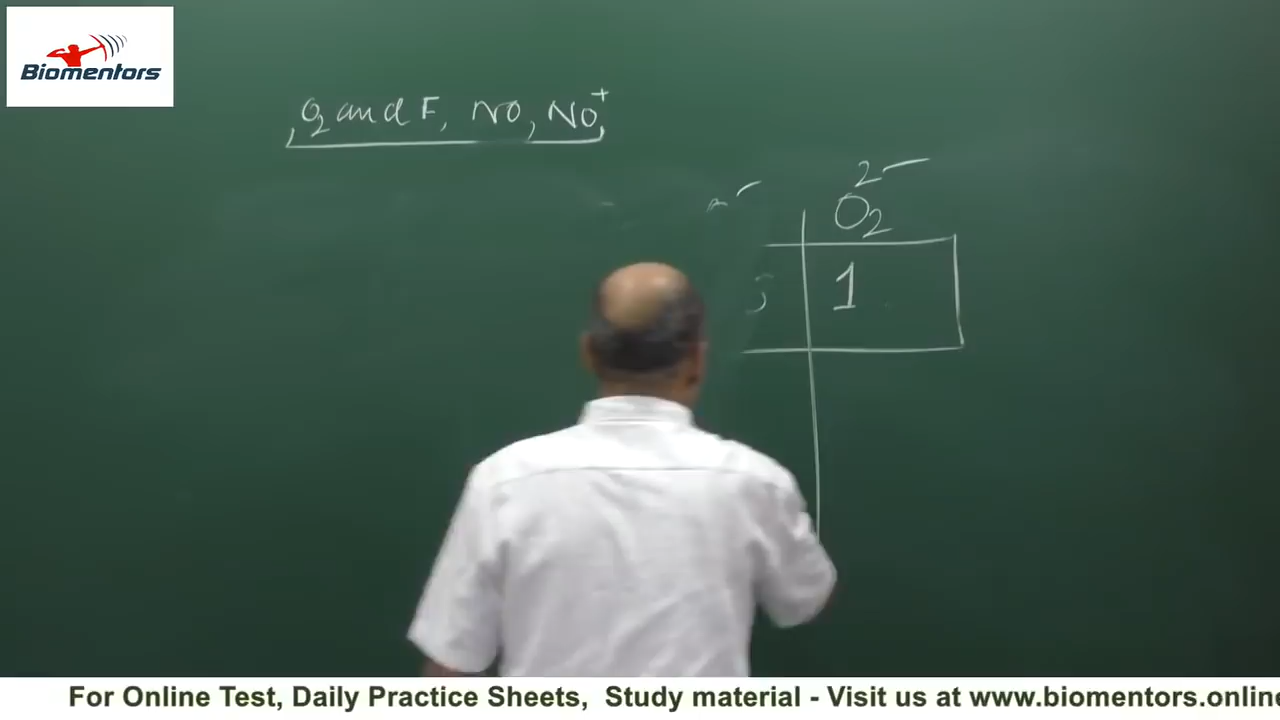 Biomentors
O2 and F, NO, NO+
O2 2-
1
For Online Test, Daily Practice Sheets, Study material - Visit us at www.biomentors.online